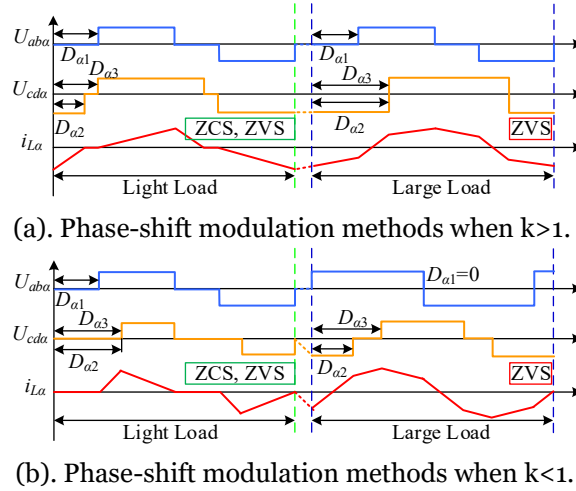 U_abα
D_α1
D_α1
D_α3
D_α3
U_cdα
D_α2
D_α2
ZCS, ZVS
ZVS
i_Lα
Light Load
Large Load
(a). Phase-shift modulation methods when k>1.
U_abα
D_α1
D_α1=0
D_α3
D_α3
U_cdα
D_α2
D_α2
ZCS, ZVS
ZVS
i_Lα
Light Load
Large Load
(b). Phase-shift modulation methods when k<1.